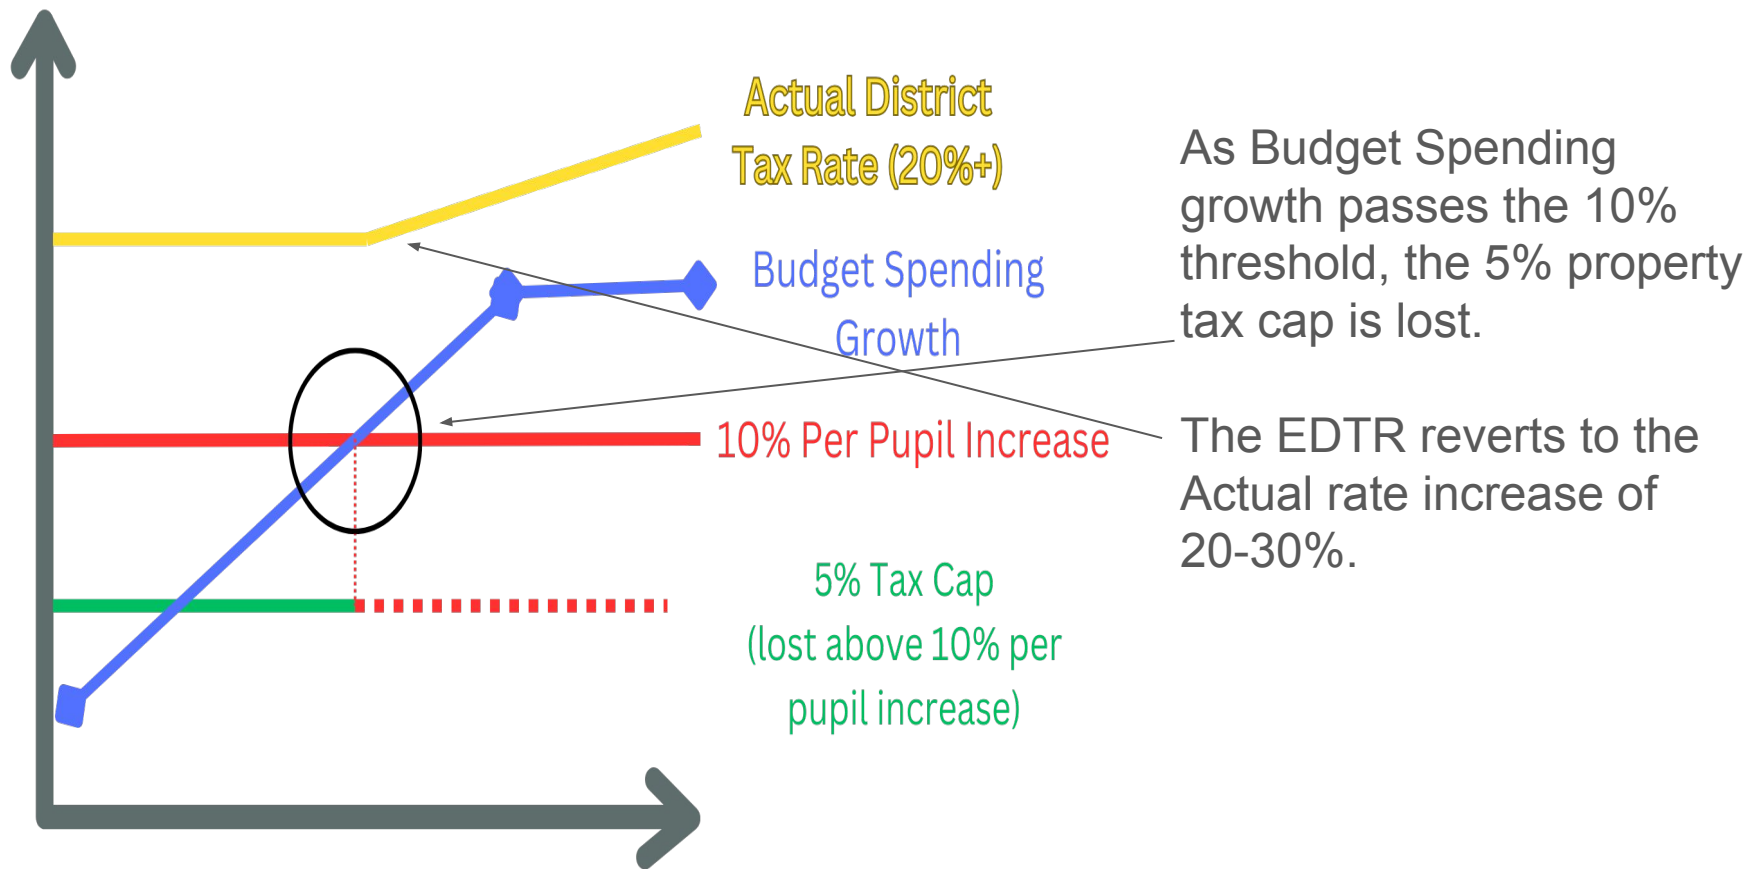 Actual District
Tax Rate (20%+)
Budget Spending
Growth
10% Per Pupil Increase
5% Tax Cap
(lost above 10% per
pupil increase)
As Budget Spending
growth passes the 10%
threshold, the 5% property
tax cap is lost.
The EDTR reverts to the
Actual rate increase of
20-30%.